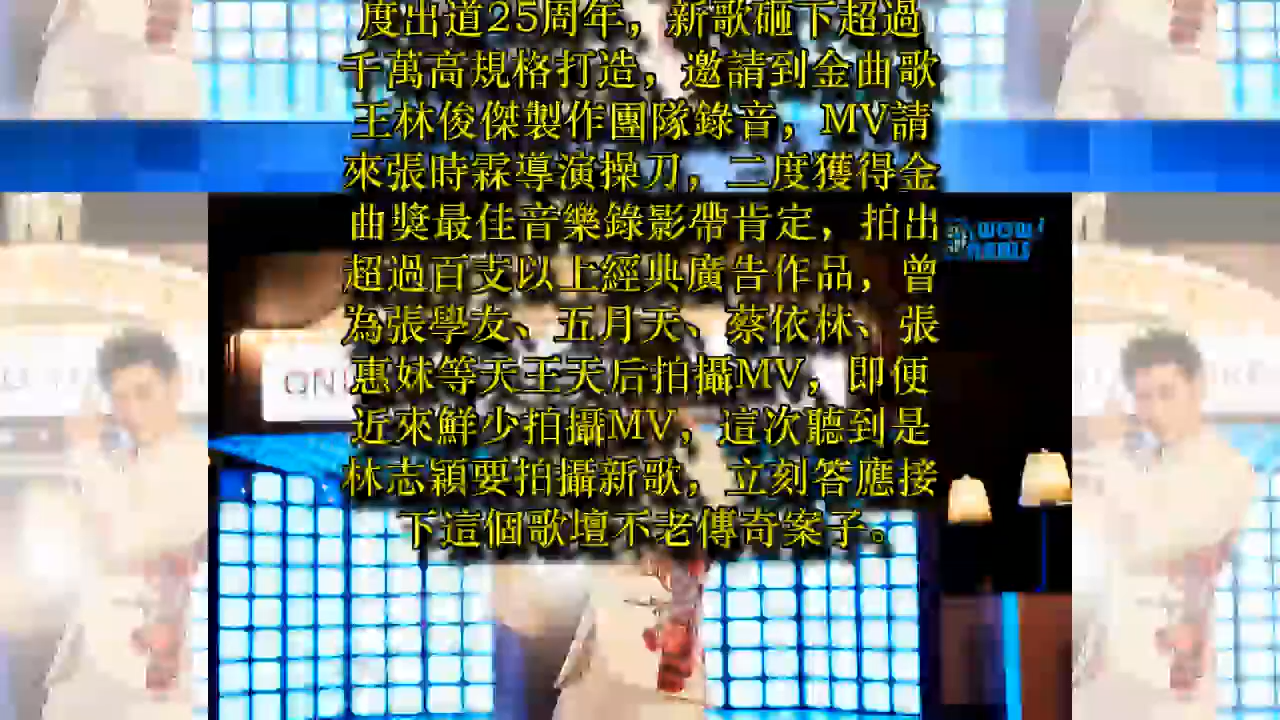 度出道25周年，新歌砸下超過
千萬高規格打造，邀請到金曲歌
王林俊傑製作團隊錄音，MV請
來張時霖導演操刀，二度獲得金
曲獎最佳音樂錄影帶肯定，拍出
超過百支以上經典廣告作品，曾
為張學友、五月天、蔡依林、張
惠妹等天王天后拍攝MV，即便
近來鮮少拍攝MV，這次聽到是
林志穎要拍攝新歌，立刻答應接
下這個歌壇不老傳奇案子。
WOW!